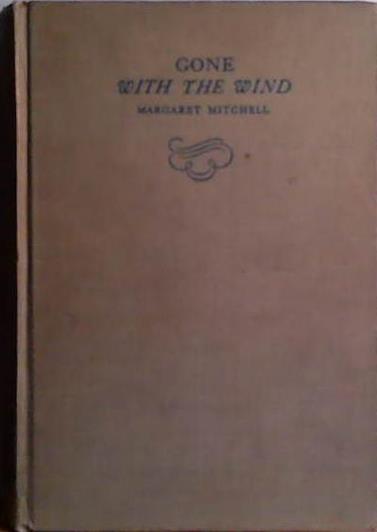 GONE
WITH THE WIND
MARGARET MITCHELL